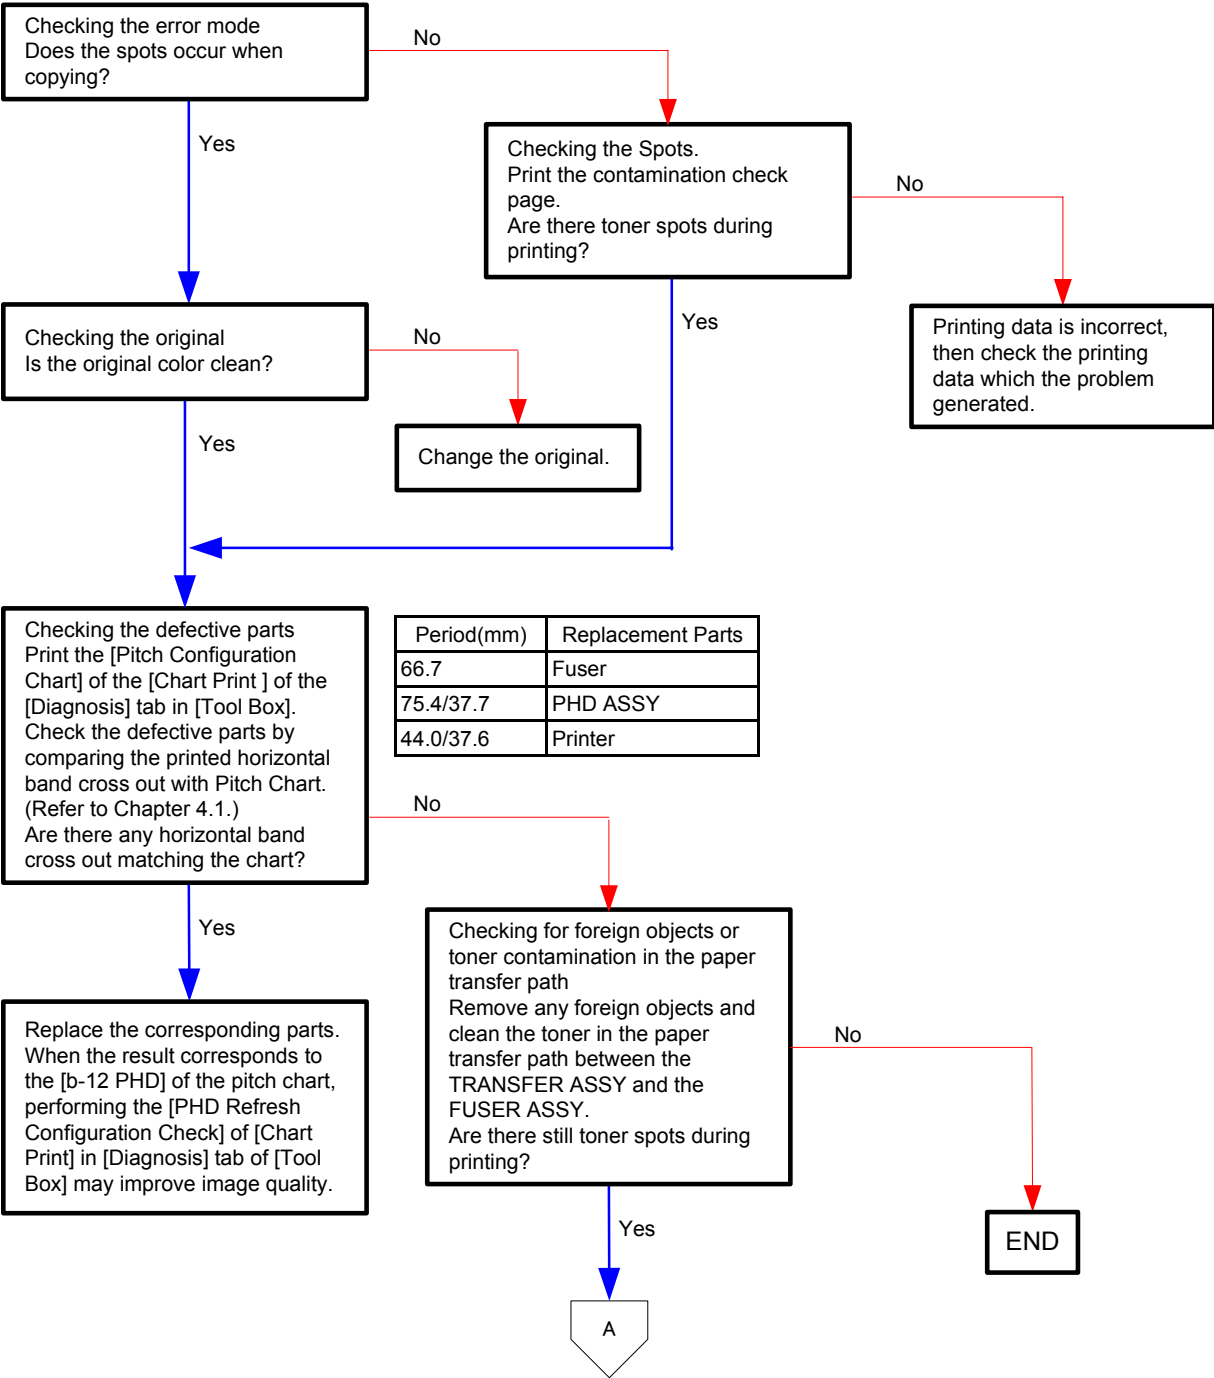 Checking the error mode
Does the spots occur when
copying?
No
Yes
Checking the Spots.
Print the contamination check
page.
Are there toner spots during
printing?
No
Yes
Checking the original
Is the original color clean?
No
Yes
Change the original.
Printing data is incorrect,
then check the printing
data which the problem
generated.
Checking the defective parts
Print the [Pitch Configuration
Chart] of the [Chart Print ] of the
[Diagnosis] tab in [Tool Box].
Check the defective parts by
comparing the printed horizontal
band cross out with Pitch Chart.
(Refer to Chapter 4.1.)
Are there any horizontal band
cross out matching the chart?
Period(mm) Replacement Parts
66.7 Fuser
75.4/37.7 PHD ASSY
44.0/37.6 Printer
No
Yes
Checking for foreign objects or
toner contamination in the paper
transfer path
Remove any foreign objects and
clean the toner in the paper
transfer path between the
TRANSFER ASSY and the
FUSER ASSY.
Are there still toner spots during
printing?
No
Yes
Replace the corresponding parts.
When the result corresponds to
the [b-12 PHD] of the pitch chart,
performing the [PHD Refresh
Configuration Check] of [Chart
Print] in [Diagnosis] tab of [Tool
Box] may improve image quality.
END
A